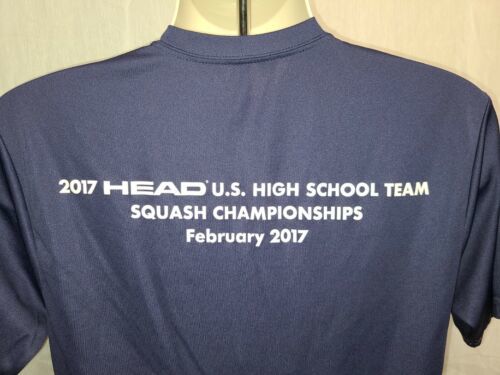 2017 HEAD® U.S. HIGH SCHOOL TEAM
SQUASH CHAMPIONSHIPS
February 2017